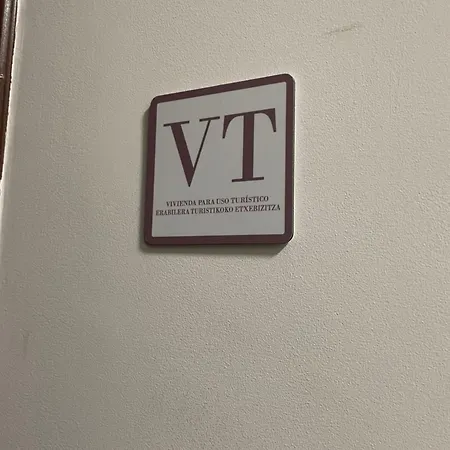 VT
VIVIENDA PARA USO TURÍSTICO
ERABILERA TURISTIKOKO ETXEBIZITZA